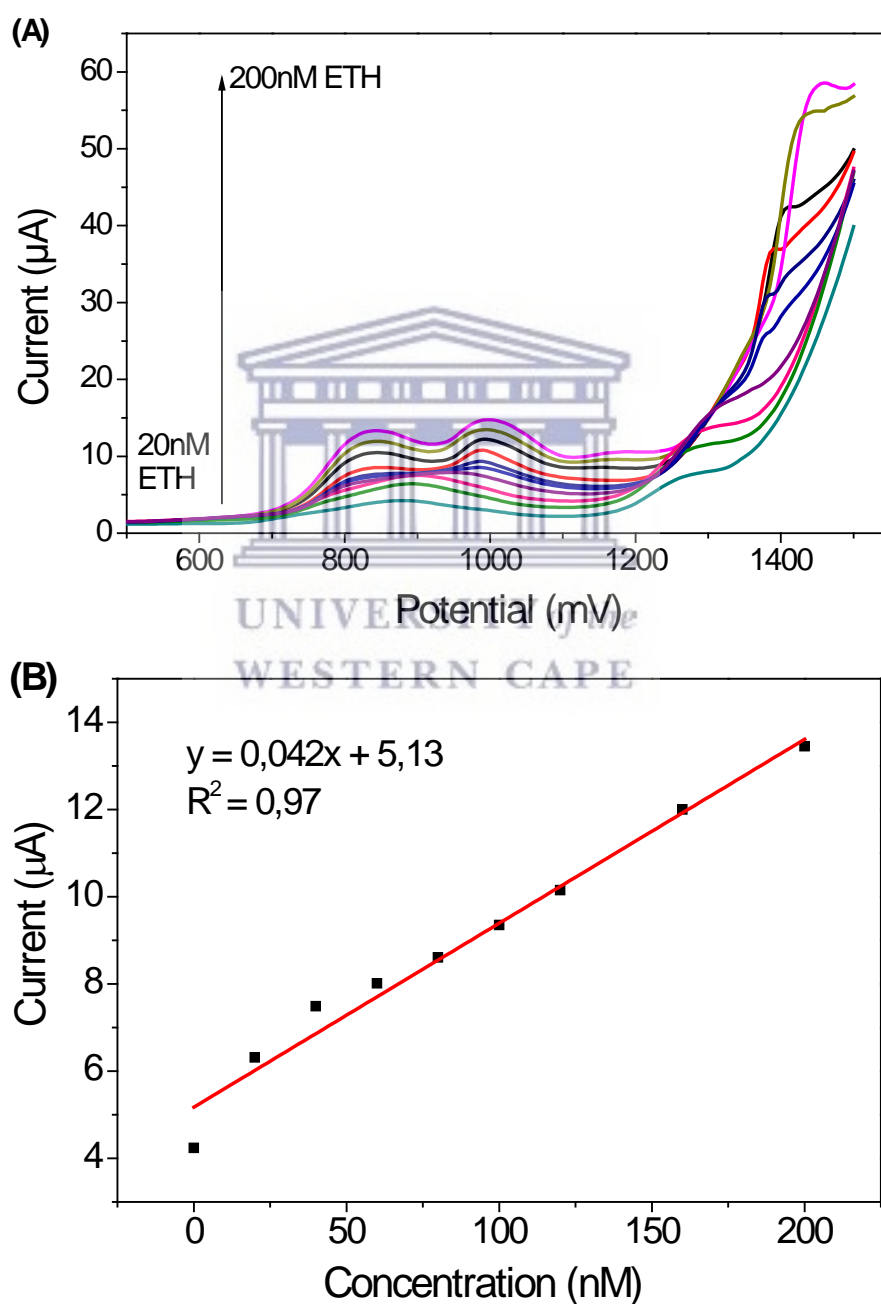 (A)
60
50
40
30
20
10
0
Current (µA)
200nM ETH
20nM
ETH
600
800
1000
1200
1400
Potential (mV)
UNIVERSITY of the
WESTERN CAPE
(B)
14
12
10
8
6
4
Current (µA)
y = 0,042x + 5,13
R² = 0,97
0
50
100
150
200
Concentration (nM)